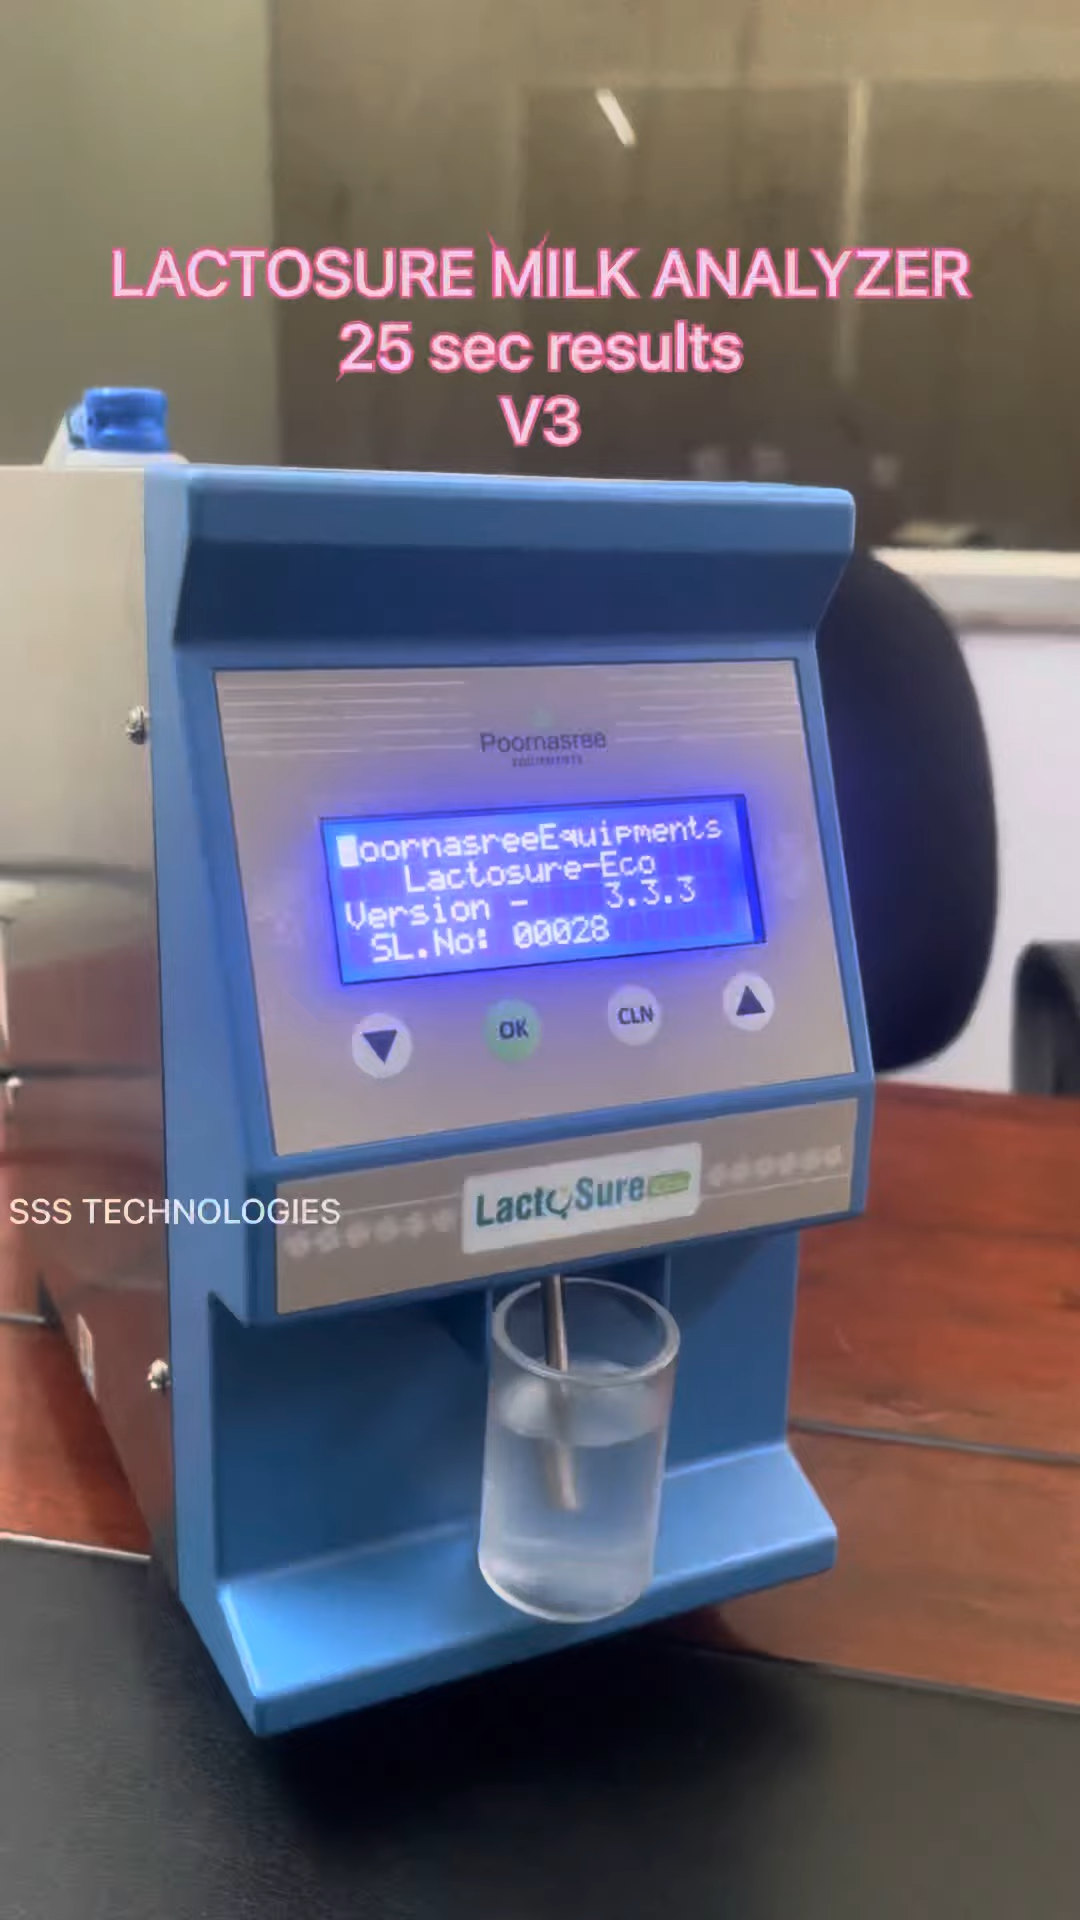 LACTOSURE MILK ANALYZER
25 sec results
V3
Poornasree
EQUIPMENTS
oornasreeEquipments
Lactosure-Eco
Version - 3.3.3
SL.No: 00028
OK
CLN
LactoSure
SSS TECHNOLOGIES